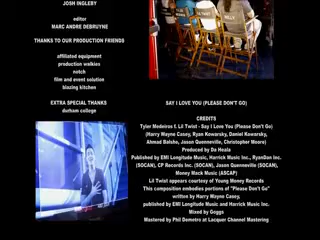 JOSH INGLEBY
editor
MARC ANDRE DEBRUYNE
THANKS TO OUR PRODUCTION FRIENDS
affiliated equipment
production walkies
notch
film and event solution
blazing kitchen
EXTRA SPECIAL THANKS
durham college
SAY I LOVE YOU (PLEASE DON'T GO)
CREDITS
Tyler Medeiros f. Lil Twist - Say I Love You (Please Don't Go)
(Harry Wayne Casey, Ryan Kowarsky, Daniel Kowarsky,
Ahmad Balshe, Jason Quenneville, Christopher Moore)
Produced by Da Heala
Published by EMI Longitude Music, Harrick Music Inc., RyanDan Inc.
(SOCAN), CP Records Inc. (SOCAN), Jason Quenneville (SOCAN),
Money Mack Music (ASCAP)
Lil Twist appears courtesy of Young Money Records
This composition embodies portions of "Please Don't Go"
written by Harry Wayne Casey,
published by EMI Longitude Music and Harrick Music Inc.
Mixed by Goggs
Mastered by Phil Demetro at Lacquer Channel Mastering